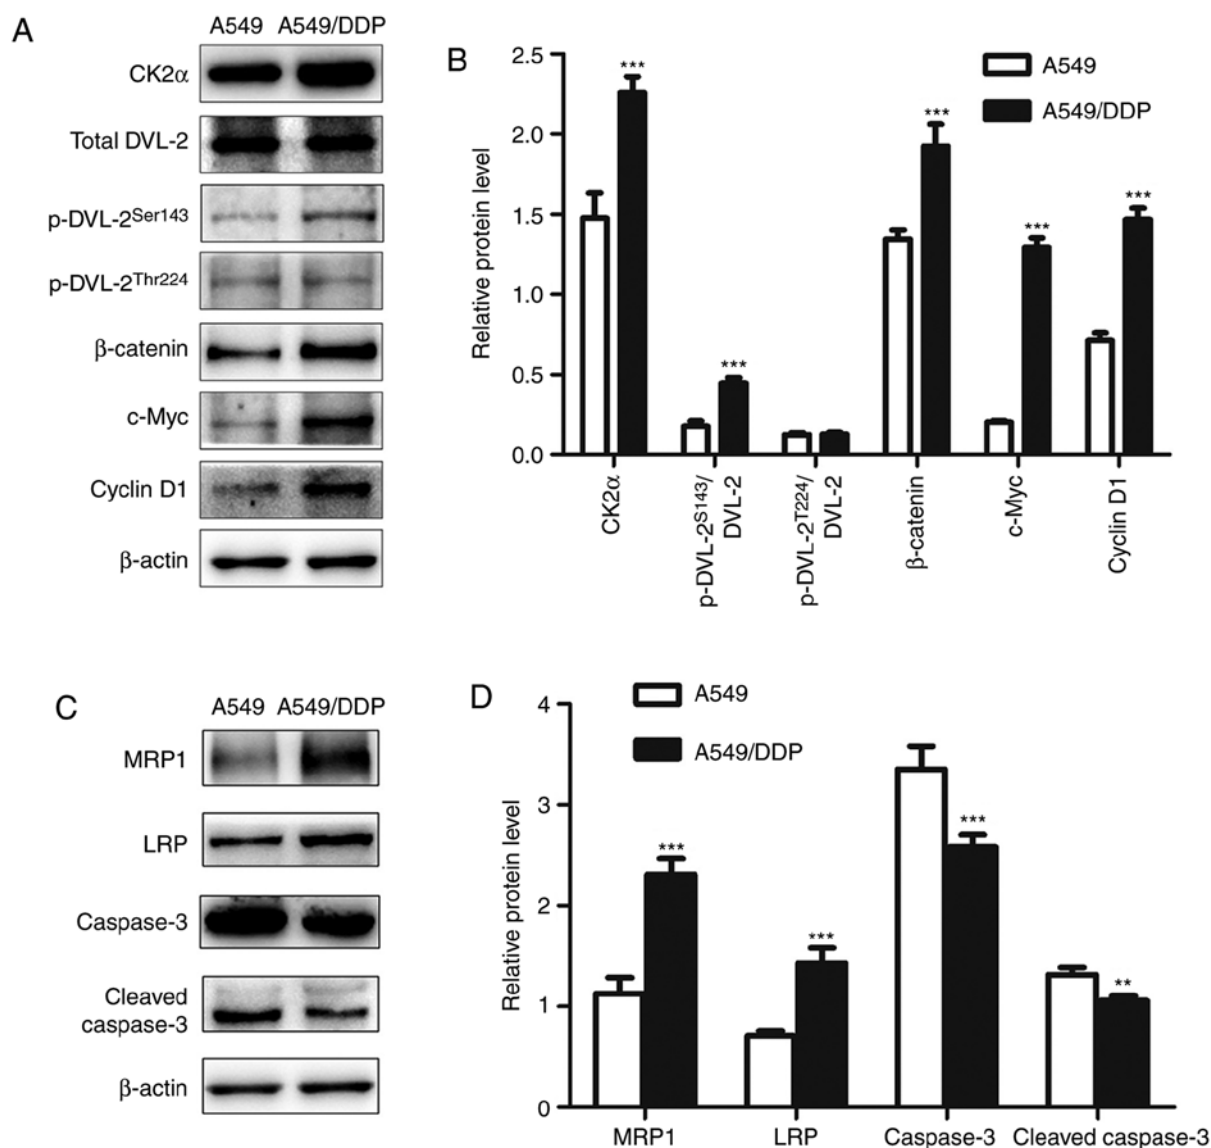 A
A549 A549/DDP
CK2α
Total DVL-2
p-DVL-2Ser143
p-DVL-2Thr224
β-catenin
c-Myc
Cyclin D1
β-actin
B
A549
A549/DDP
Relative protein level
2.5
2.0
1.5
1.0
0.5
0.0
***
***
***
***
***
CK2α
p-DVL-2S143/
DVL-2
p-DVL-2T224/
DVL-2
β-catenin
c-Myc
Cyclin D1
C
A549 A549/DDP
MRP1
LRP
Caspase-3
Cleaved
caspase-3
β-actin
D
A549
A549/DDP
Relative protein level
4
3
2
1
0
***
***
***
**
MRP1
LRP
Caspase-3
Cleaved caspase-3